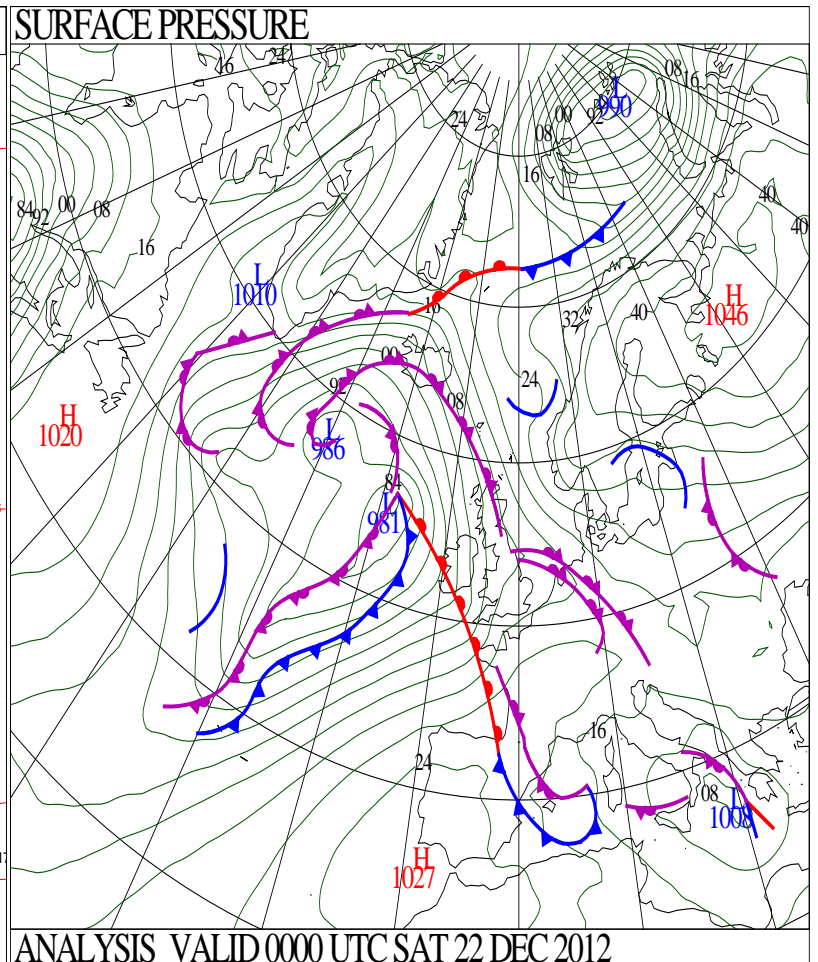 SURFACE PRESSURE
16 24
08
16
L
990
00
92
24
08
16
40
40
84 92 00 08
16
L
1010
H
1046
16
32
40
00
92
24
08
H
1020
L
986
84
L
981
16
24
08
L
1008
H
1027
ANALYSIS VALID 0000 UTC SAT 22 DEC 2012